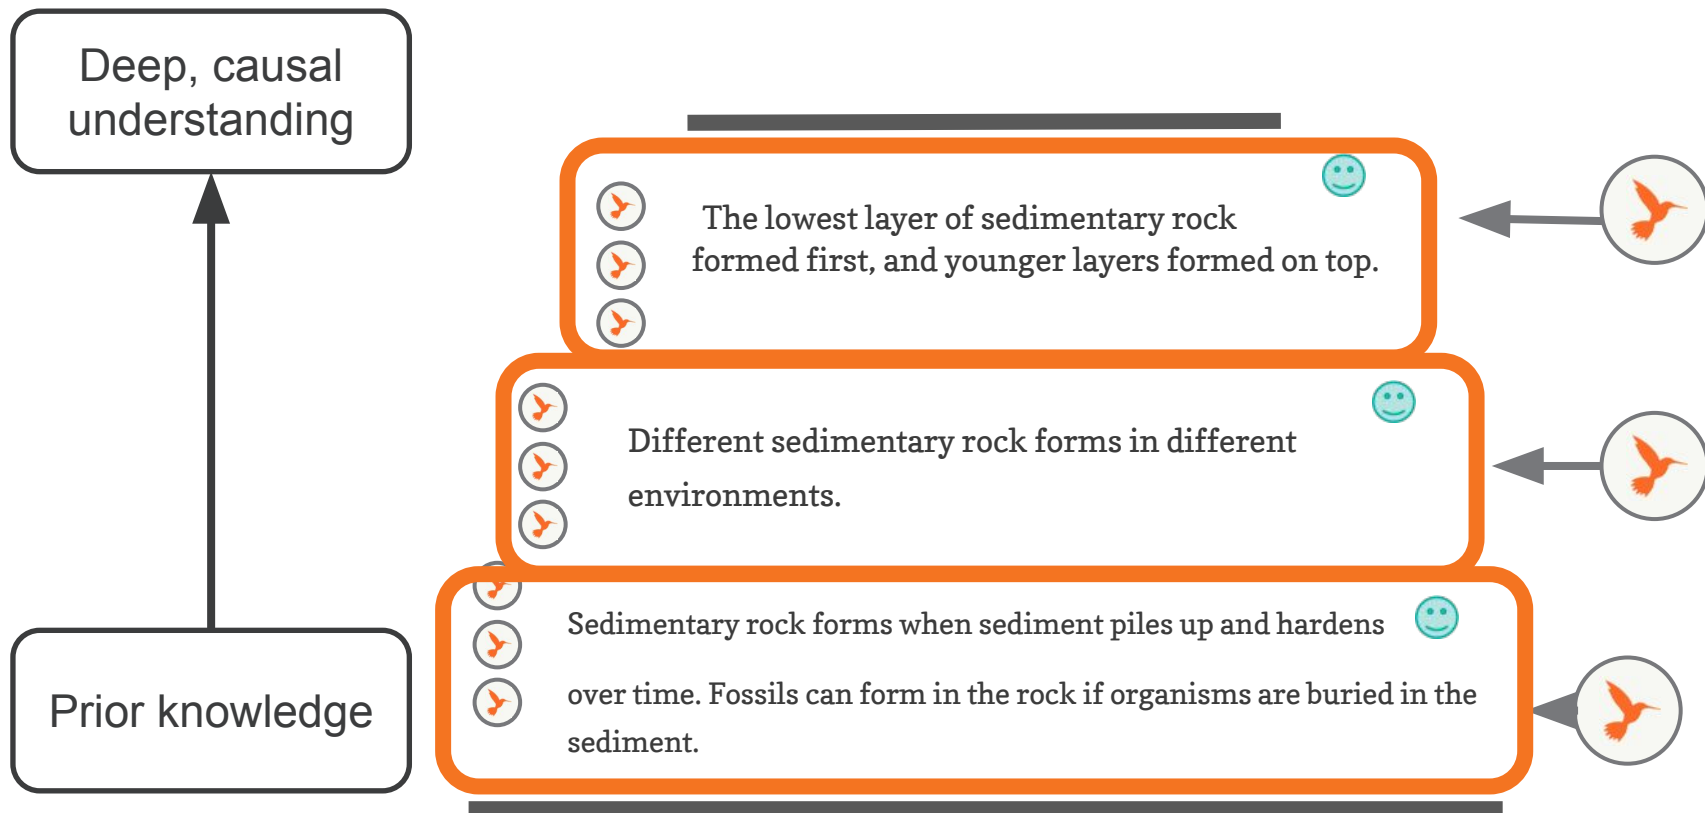 Deep, causal
understanding
The lowest layer of sedimentary rock
formed first, and younger layers formed on top.
Different sedimentary rock forms in different
environments.
Sedimentary rock forms when sediment piles up and hardens
over time. Fossils can form in the rock if organisms are buried in the
sediment.
Prior knowledge